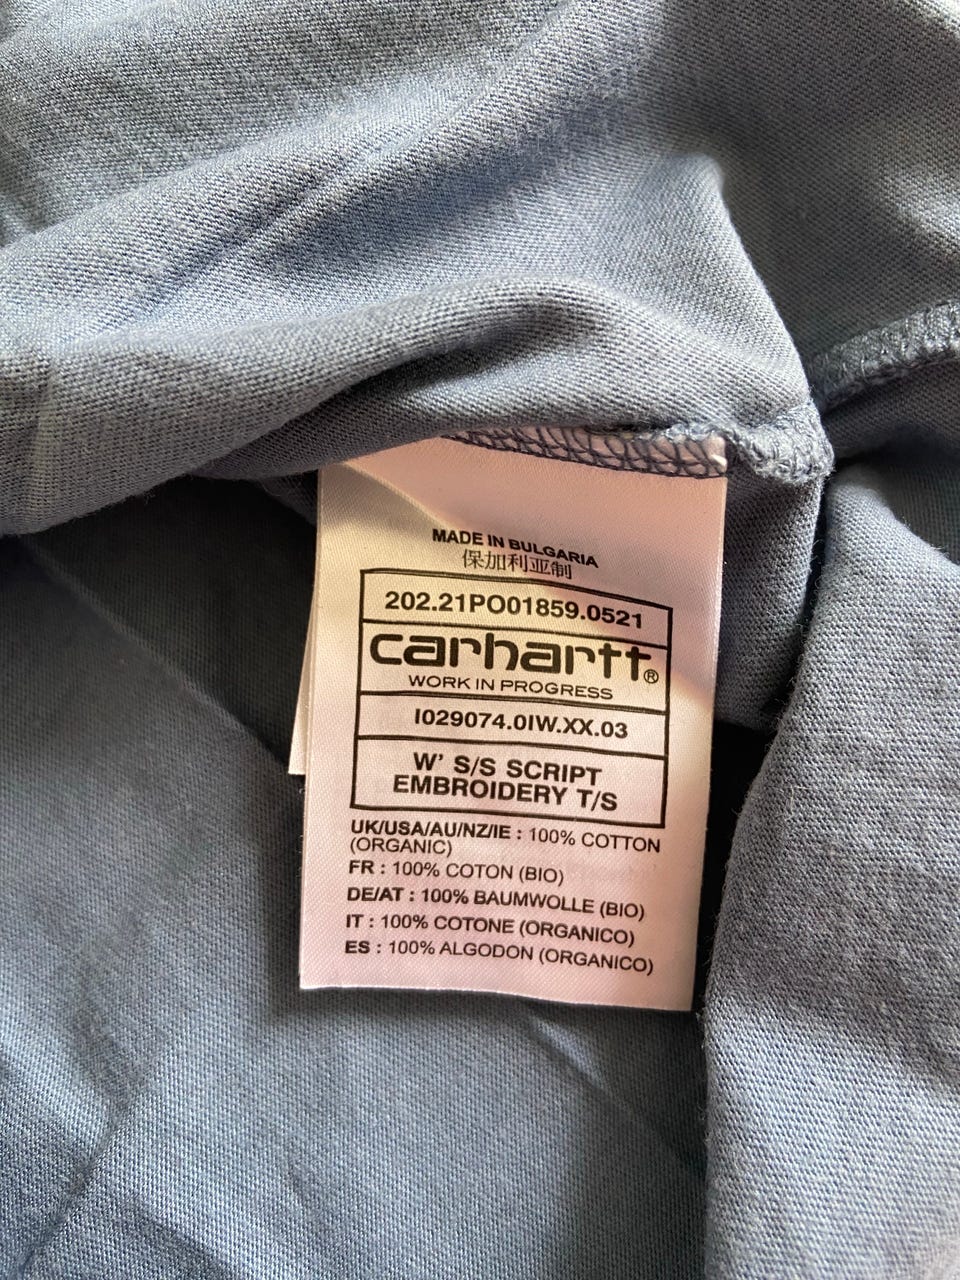 MADE IN BULGARIA
保加利亚制
202.21PO01859.0521
carhartt®
WORK IN PROGRESS
I029074.0IW.XX.03
W' S/S SCRIPT
EMBROIDERY T/S
UK/USA/AU/NZ/IE : 100% COTTON
(ORGANIC)
FR : 100% COTON (BIO)
DE/AT : 100% BAUMWOLLE (BIO)
IT : 100% COTONE (ORGANICO)
ES : 100% ALGODON (ORGANICO)